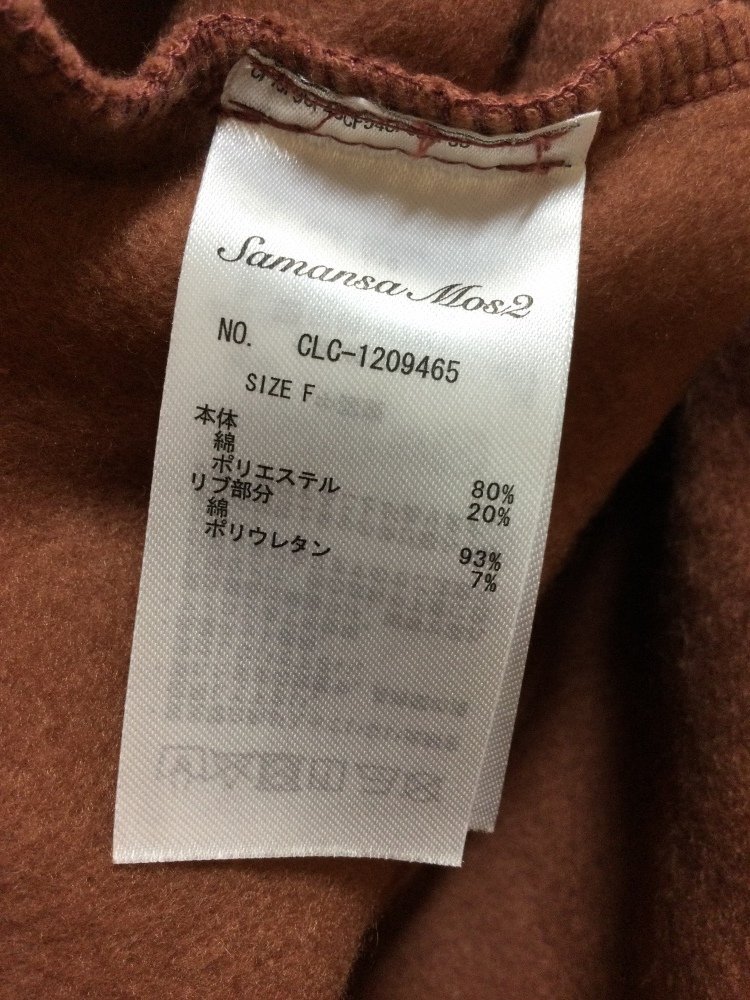 Samansa Mos2
NO. CLC-1209465
SIZE F
本体
綿 80%
ポリエステル 20%
リブ部分
綿 93%
ポリウレタン 7%